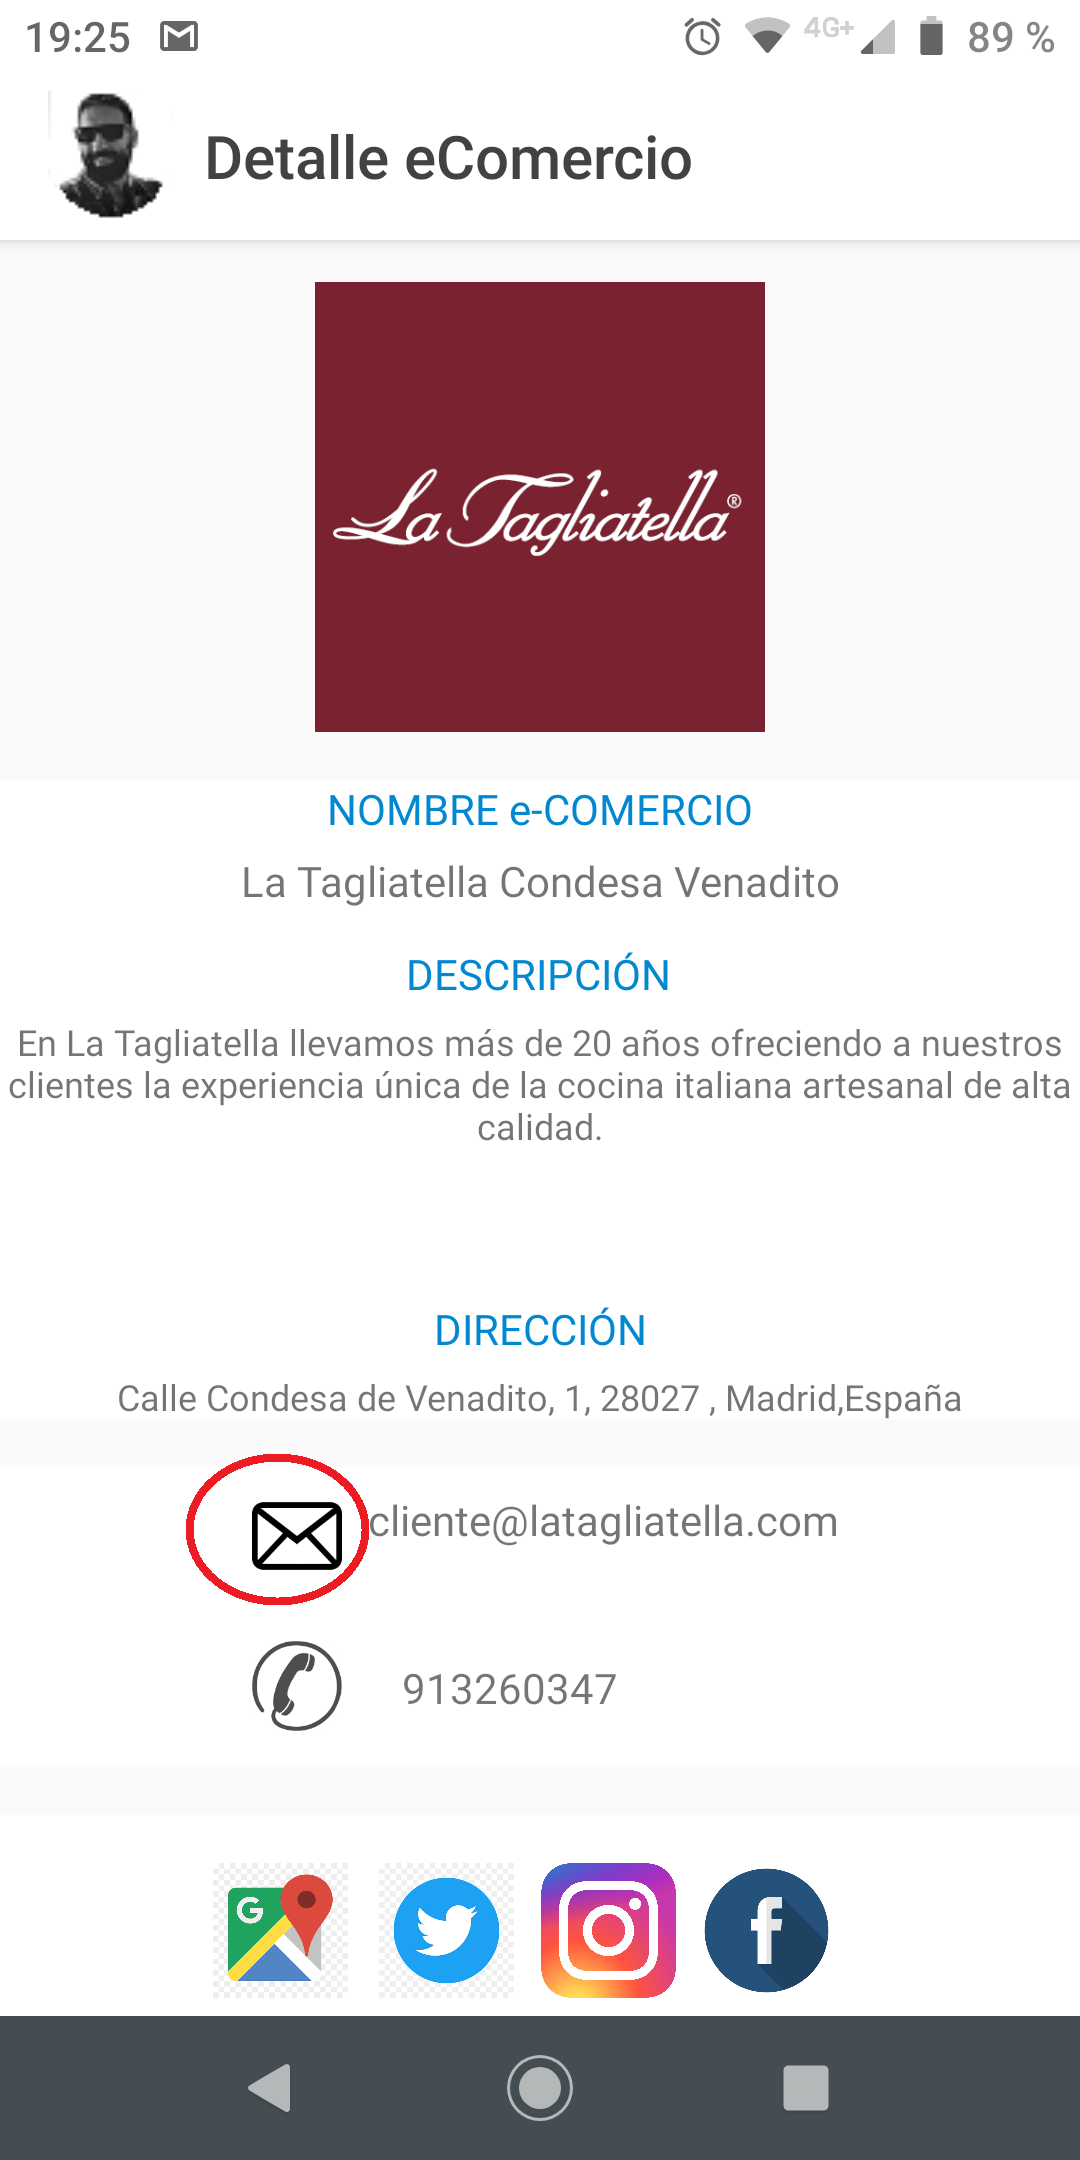 19:25 4G+ 89 %
Detalle eComercio
La Tagliatella®
NOMBRE e-COMERCIO
La Tagliatella Condesa Venadito
DESCRIPCIÓN
En La Tagliatella llevamos más de 20 años ofreciendo a nuestros
clientes la experiencia única de la cocina italiana artesanal de alta
calidad.
DIRECCIÓN
Calle Condesa de Venadito, 1, 28027 , Madrid,España
cliente@latagliatella.com
913260347